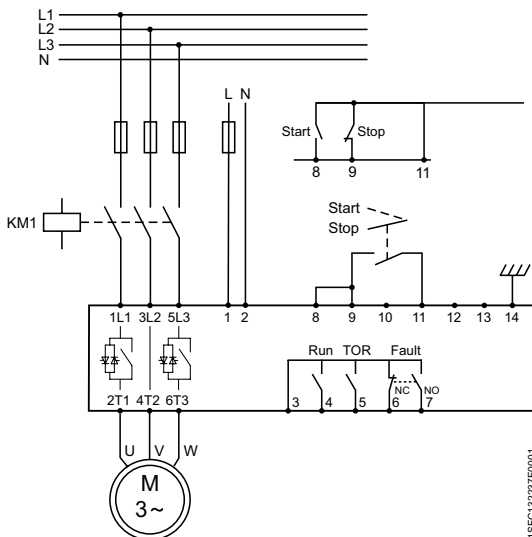 L1
L2
L3
N
L N
Start Stop
8 9 11
KM1
Start
Stop
1L1 3L2 5L3 1 2 8 9 10 11 12 13 14
Run TOR Fault
NC NO
2T1 4T2 6T3 3 4 5 6 7
U V W
M
3~
1SFC132237F0001